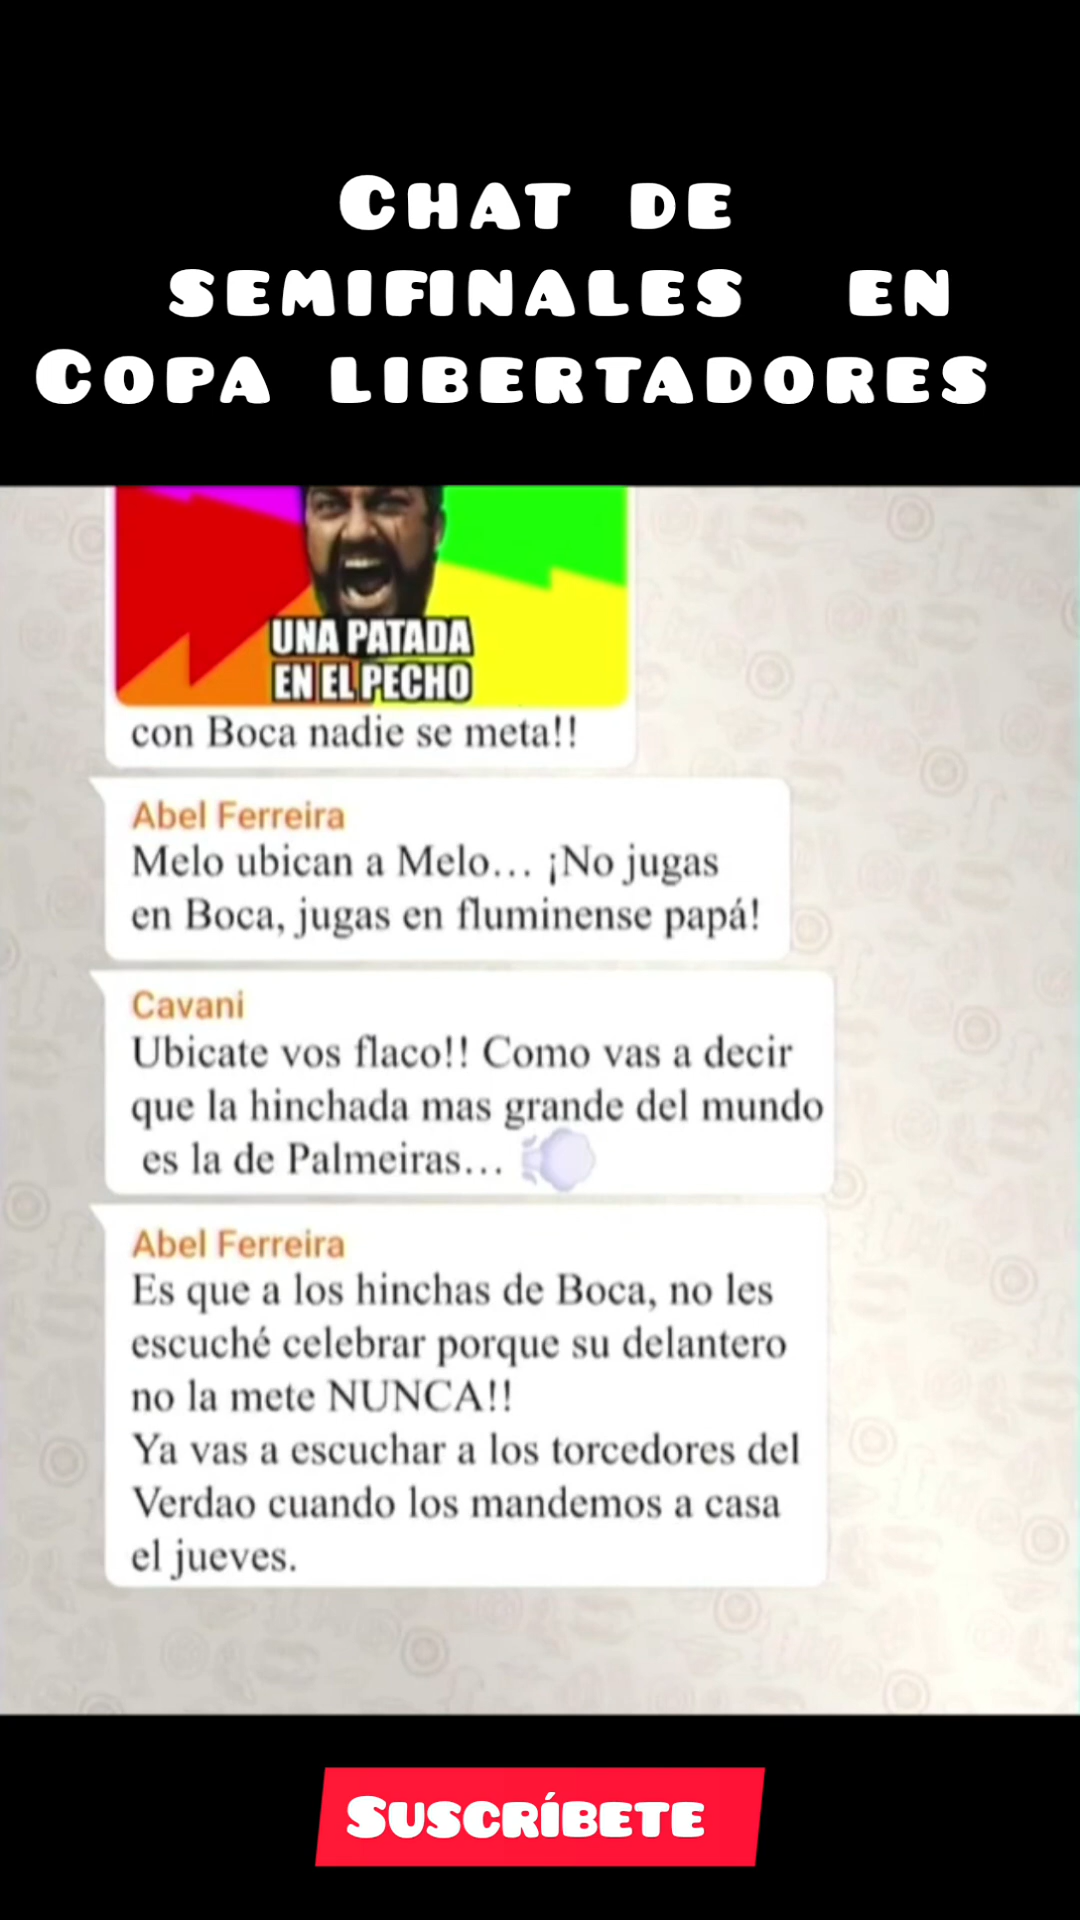 CHAT DE
SEMIFINALES EN
COPA LIBERTADORES
UNA PATADA
EN EL PECHO
con Boca nadie se meta!!
Abel Ferreira
Melo ubican a Melo... ¡No jugas
en Boca, jugas en fluminense papá!
Cavani
Ubicate vos flaco!! Como vas a decir
que la hinchada mas grande del mundo
es la de Palmeiras...
Abel Ferreira
Es que a los hinchas de Boca, no les
escuché celebrar porque su delantero
no la mete NUNCA!!
Ya vas a escuchar a los torcedores del
Verdao cuando los mandemos a casa
el jueves.
SUSCRÍBETE